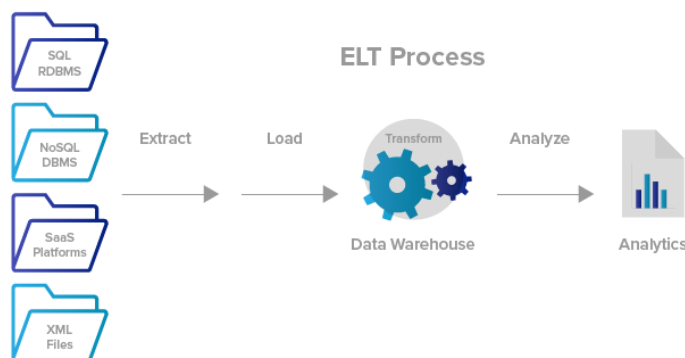 SQL
RDBMS
ELT Process
NoSQL
DBMS
Extract
Load
Transform
Analyze
SaaS
Platforms
Data Warehouse
Analytics
XML
Files